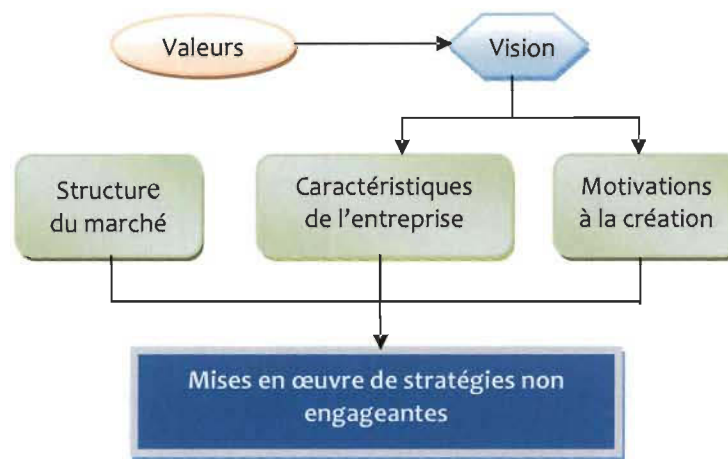 Valeurs
Vision
Structure
du marché
Caractéristiques
de l'entreprise
Motivations
à la création
Mises en œuvre de stratégies non
engageantes